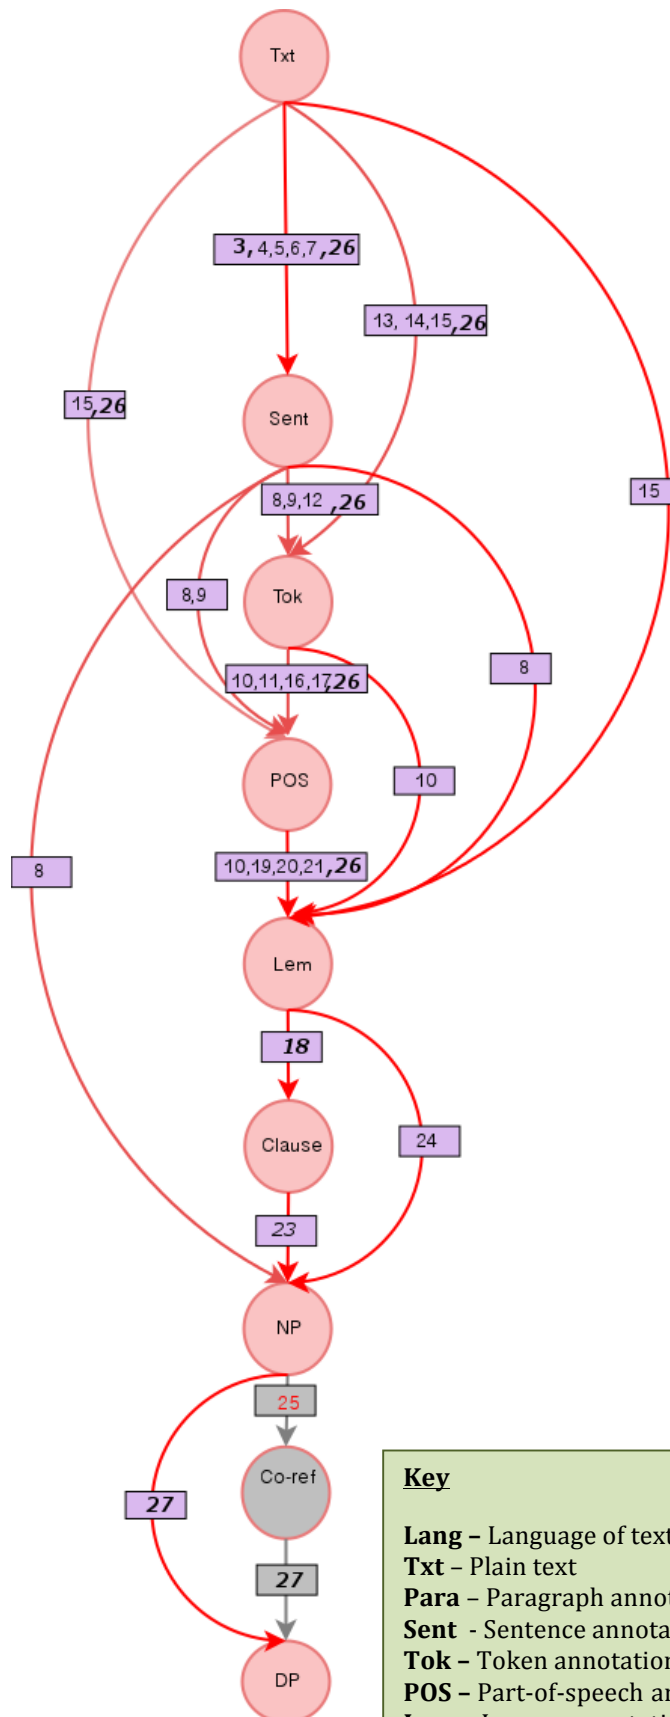 Txt
3, 4,5,6,7,26
13, 14,15,26
15,26
Sent
15
8,9,12 ,26
8,9
Tok
8
10,11,16,17,26
POS
10
10,19,20,21,26
8
Lem
18
24
Clause
23
NP
25
Co-ref
27
27
DP
Key
Lang – Language of text
Txt – Plain text
Para – Paragraph
Sent - Sentence
Tok – Token annotation
POS – Part-of-speech